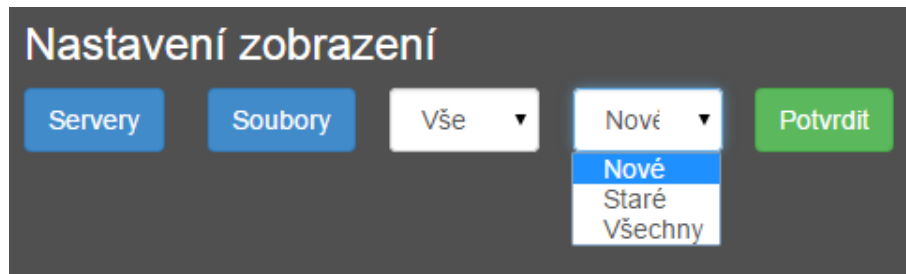 Nastavení zobrazení
Servery Soubory Vše Nové Potvrdit
Nové
Staré
Všechny